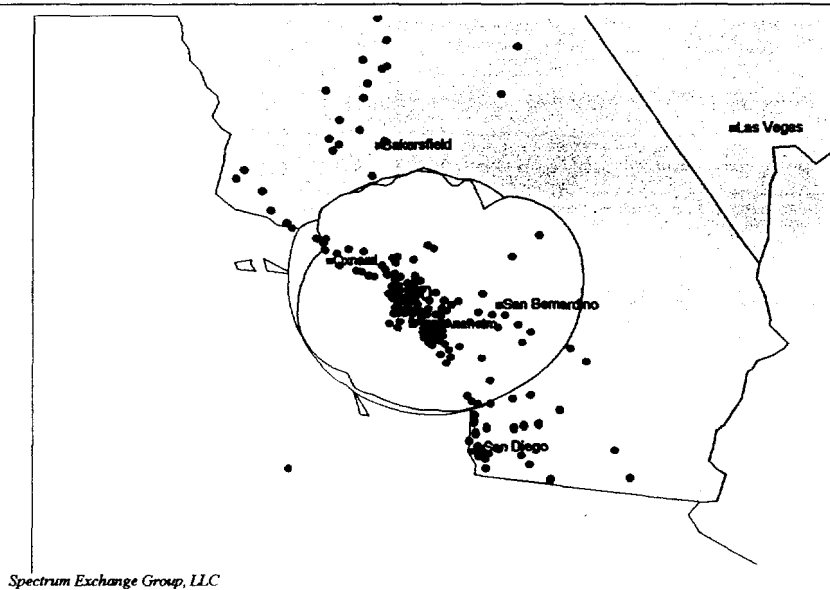 Las Vegas
Bakersfield
Oxnard
San Bernardino
Anaheim
San Diego
Spectrum Exchange Group, LLC